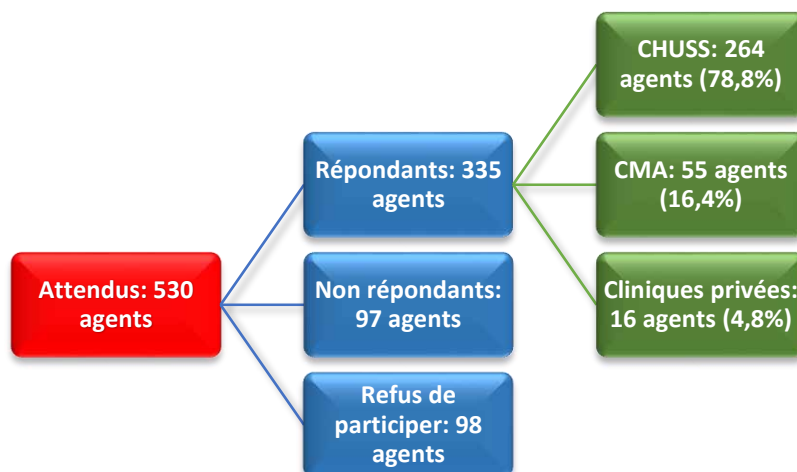 Attendus: 530
agents
Répondants: 335
agents
Non répondants:
97 agents
Refus de
participer: 98
agents
CHUSS: 264
agents (78,8%)
CMA: 55 agents
(16,4%)
Cliniques privées:
16 agents (4,8%)